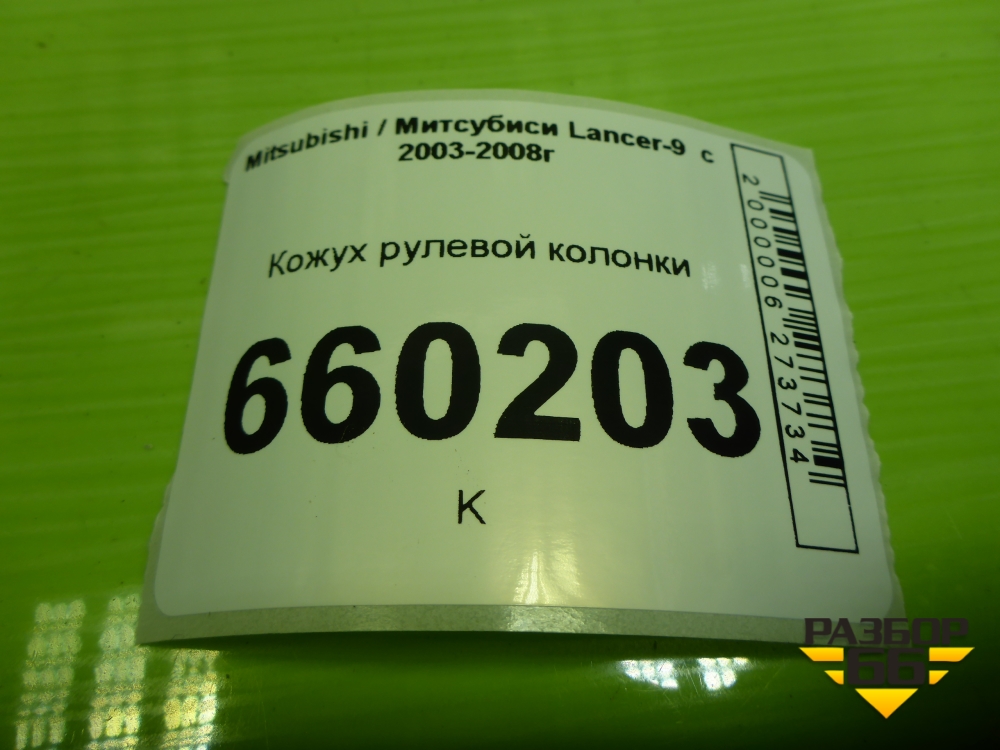 Mitsubishi / Митсубиси Lancer-9 с
2003-2008г
Кожух рулевой колонки
660203
К
2000006273734
РАЗБОР
66